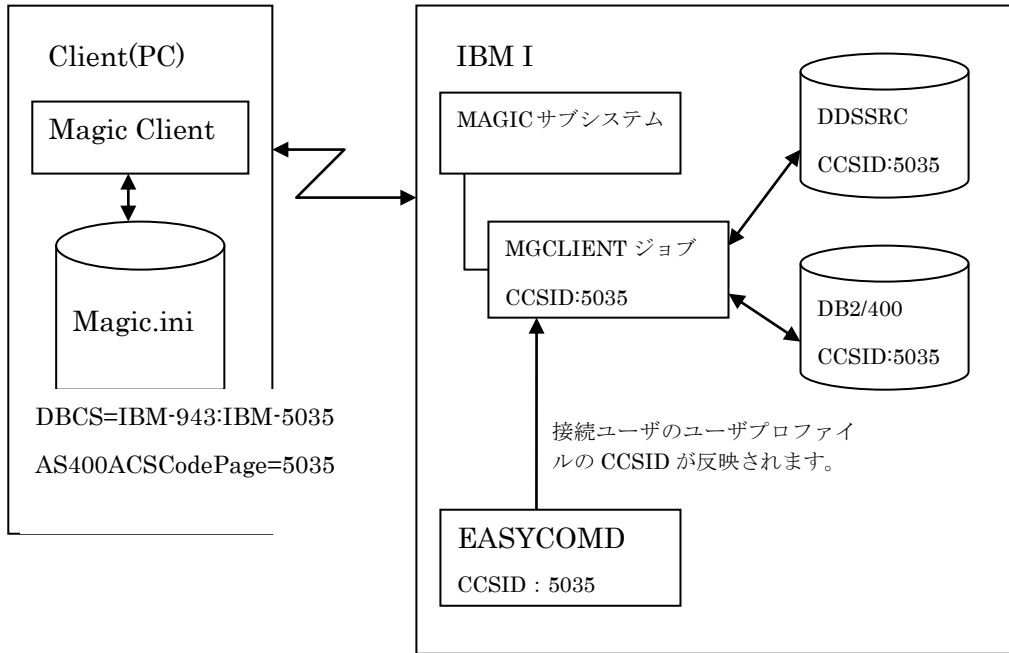 Client(PC)
Magic Client
Magic.ini
DBCS=IBM-943:IBM-5035
AS400ACSCodePage=5035
IBM I
MAGICサブシステム
MGCLIENT ジョブ
CCSID:5035
DDSSRC
CCSID:5035
DB2/400
CCSID:5035
接続ユーザのユーザプロファイ
ルの CCSID が反映されます。
EASYCOMD
CCSID : 5035